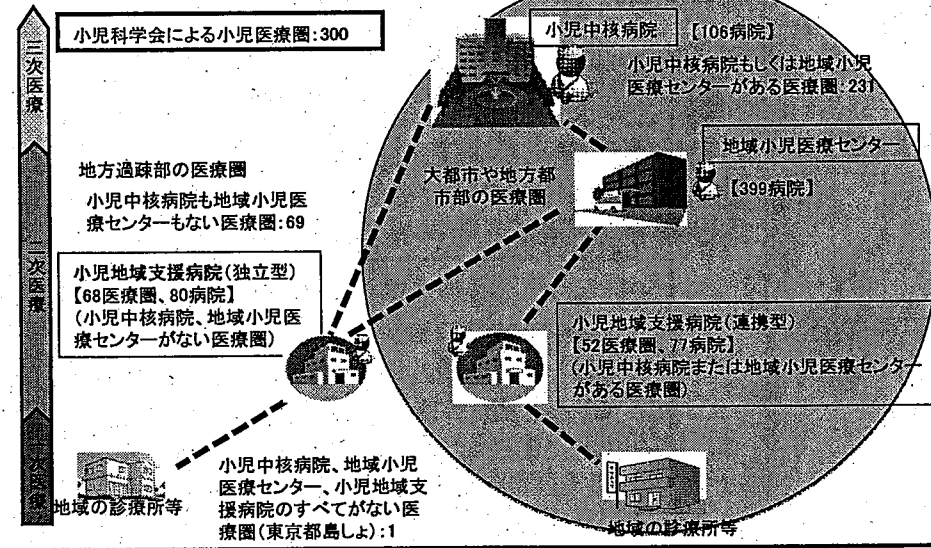 小児科学会による小児医療圏:300
小児中核病院
【106病院】
小児中核病院もしくは地域小児
医療センターがある医療圏:231
三次医療
地域小児医療センター
【399病院】
地方過疎部の医療圏
小児中核病院も地域小児医
療センターもない医療圏:69
大都市や地方都
市部の医療圏
二次医療
小児地域支援病院(独立型)
【68医療圏、80病院】
(小児中核病院、地域小児医
療センターがない医療圏)
小児地域支援病院(連携型)
【52医療圏、77病院】
(小児中核病院または地域小児医療センター
がある医療圏)
一次医療
地域の診療所等
小児中核病院、地域小児
医療センター、小児地域支
援病院のすべてがない医
療圏(東京都島しょ):1
地域の診療所等